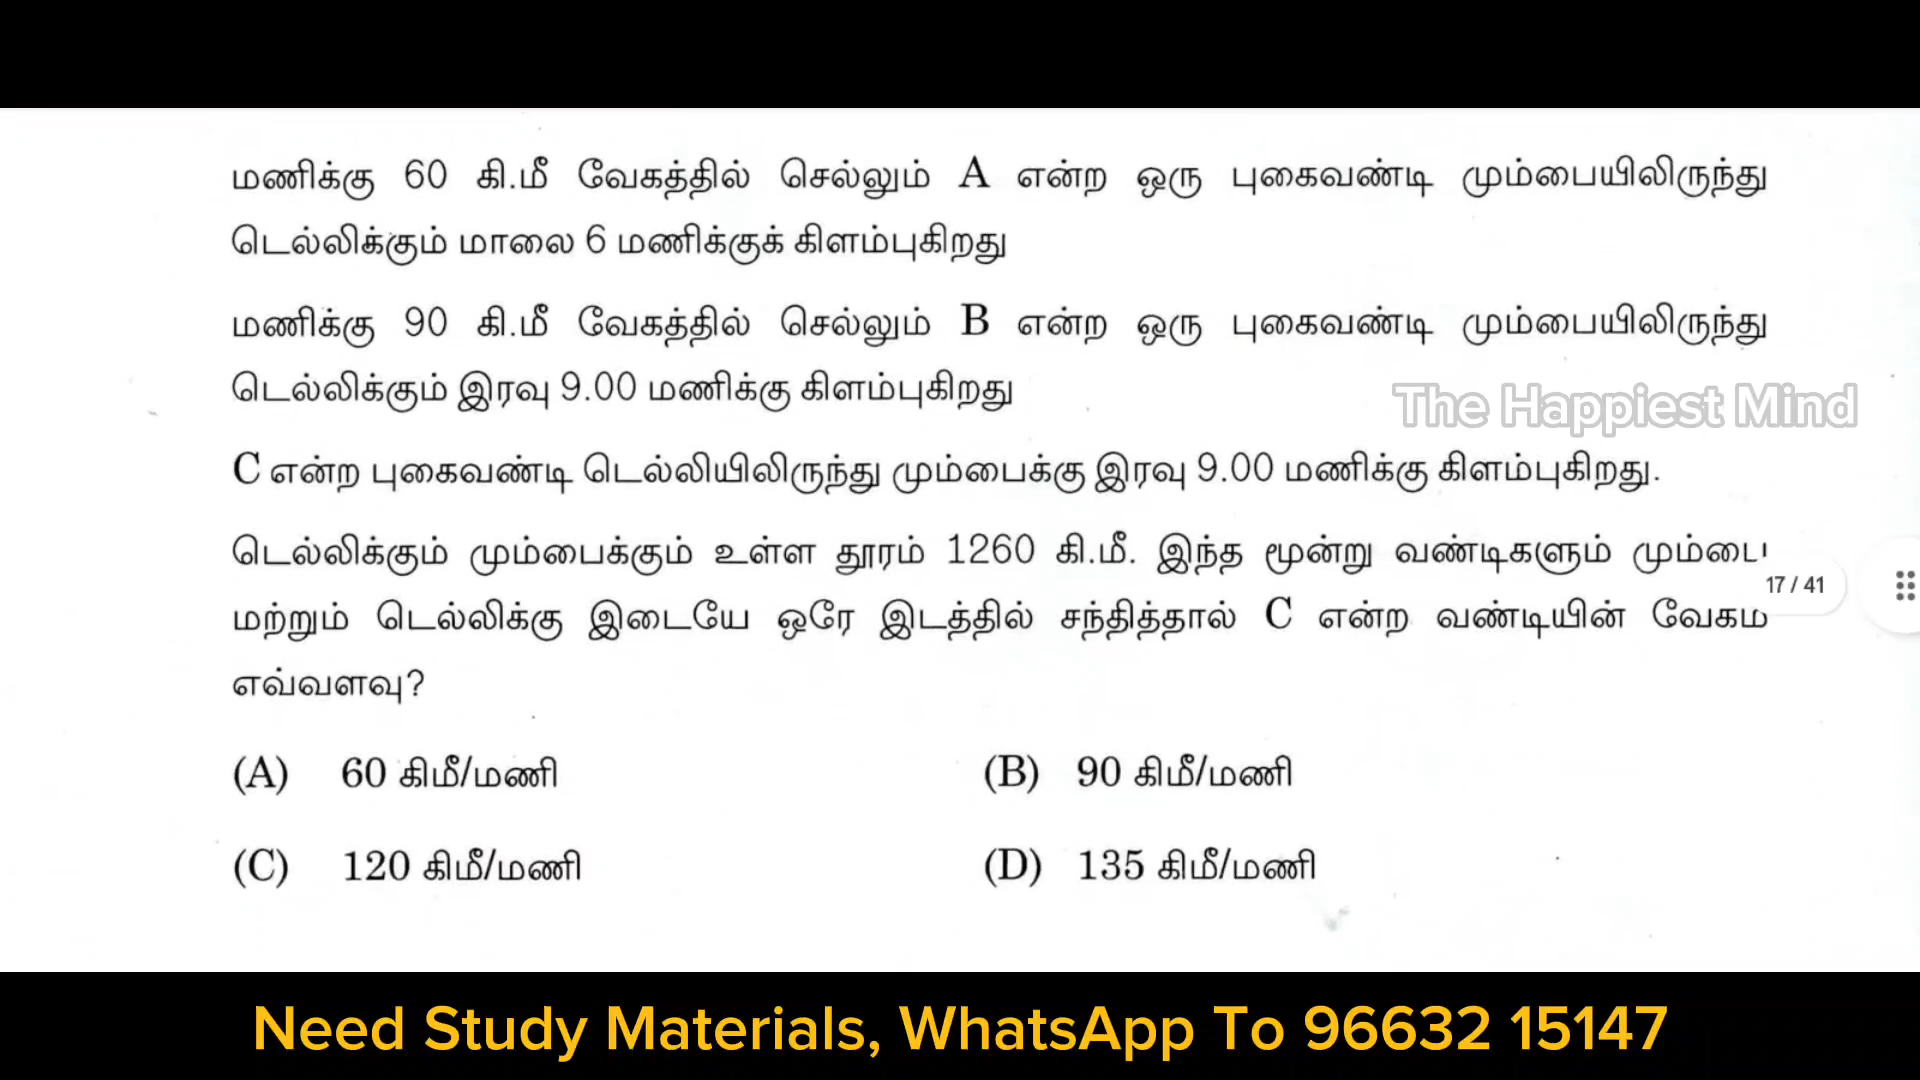 மணிக்கு 60 கி.மீ வேகத்தில் செல்லும் A என்ற ஒரு புகைவண்டி மும்பையிலிருந்து
டெல்லிக்கும் மாலை 6 மணிக்குக் கிளம்புகிறது
மணிக்கு 90 கி.மீ வேகத்தில் செல்லும் B என்ற ஒரு புகைவண்டி மும்பையிலிருந்து
டெல்லிக்கும் இரவு 9.00 மணிக்கு கிளம்புகிறது
The Happiest Mind
C என்ற புகைவண்டி டெல்லியிலிருந்து மும்பைக்கு இரவு 9.00 மணிக்கு கிளம்புகிறது.
டெல்லிக்கும் மும்பைக்கும் உள்ள தூரம் 1260 கி.மீ. இந்த மூன்று வண்டிகளும்
17 / 41
மற்றும் டெல்லிக்கு இடையே ஒரே இடத்தில் சந்தித்தால் C என்ற வண்டியின்
எவ்வளவு?
(A) 60 கிமீ/மணி (B) 90 கிமீ/மணி
(C) 120 கிமீ/மணி (D) 135 கிமீ/மணி
Need Study Materials, WhatsApp To 96632 15147